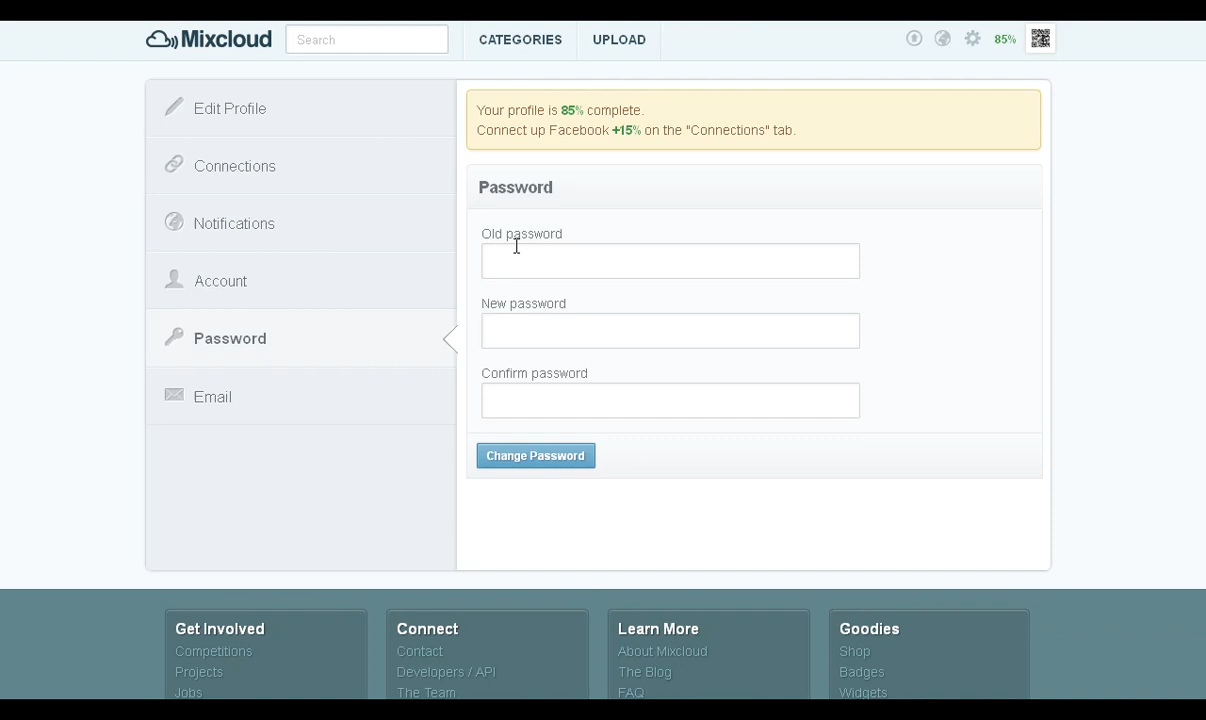 Mixcloud
Search
CATEGORIES
UPLOAD
85%
Edit Profile
Connections
Notifications
Account
Password
Email
Your profile is 85% complete.
Connect up Facebook +15% on the "Connections" tab.
Password
Old password
New password
Confirm password
Change Password
Get Involved
Competitions
Projects
Jobs
Connect
Contact
Developers / API
The Team
Learn More
About Mixcloud
The Blog
FAQ
Goodies
Shop
Badges
Widgets